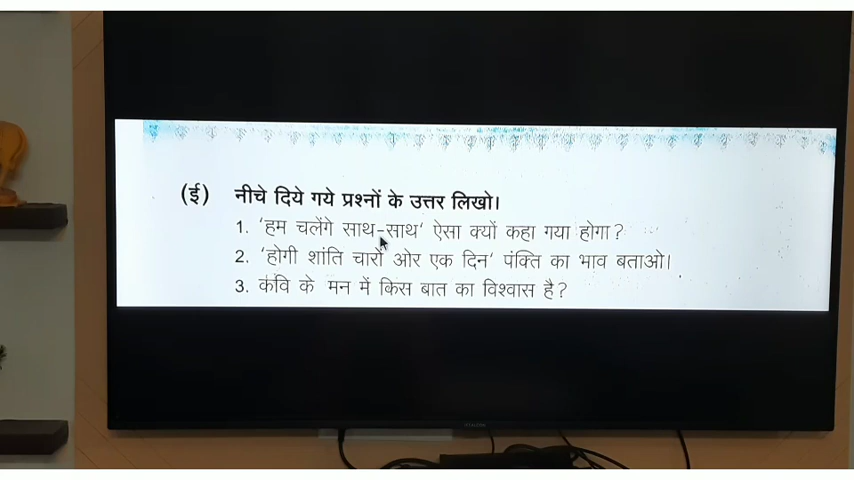 (ई) नीचे दिये गये प्रश्नों के उत्तर लिखो।
1. 'हम चलेंगे साथ-साथ' ऐसा क्यों कहा गया होगा?
2. 'होगी शांति चारों ओर एक दिन' पंक्ति का भाव बताओ।
3. कवि के मन में किस बात का विश्वास है?